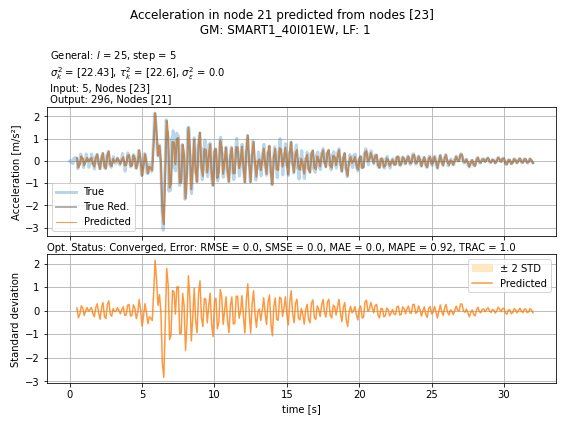 Acceleration in node 21 predicted from nodes [23]
GM: SMART1_40I01EW, LF: 1
General: l = 25, step = 5
σ²ₖ = [22.43], τ²ₖ = [22.6], σ²ε = 0.0
Input: 5, Nodes [23]
Output: 296, Nodes [21]
2
1
0
−1
−2
−3
Acceleration [m/s²]
True
True Red.
Predicted
Opt. Status: Converged, Error: RMSE = 0.0, SMSE = 0.0, MAE = 0.0, MAPE = 0.92, TRAC = 1.0
2
1
0
−1
−2
−3
Standard deviation
± 2 STD
Predicted
0 5 10 15 20 25 30
time [s]